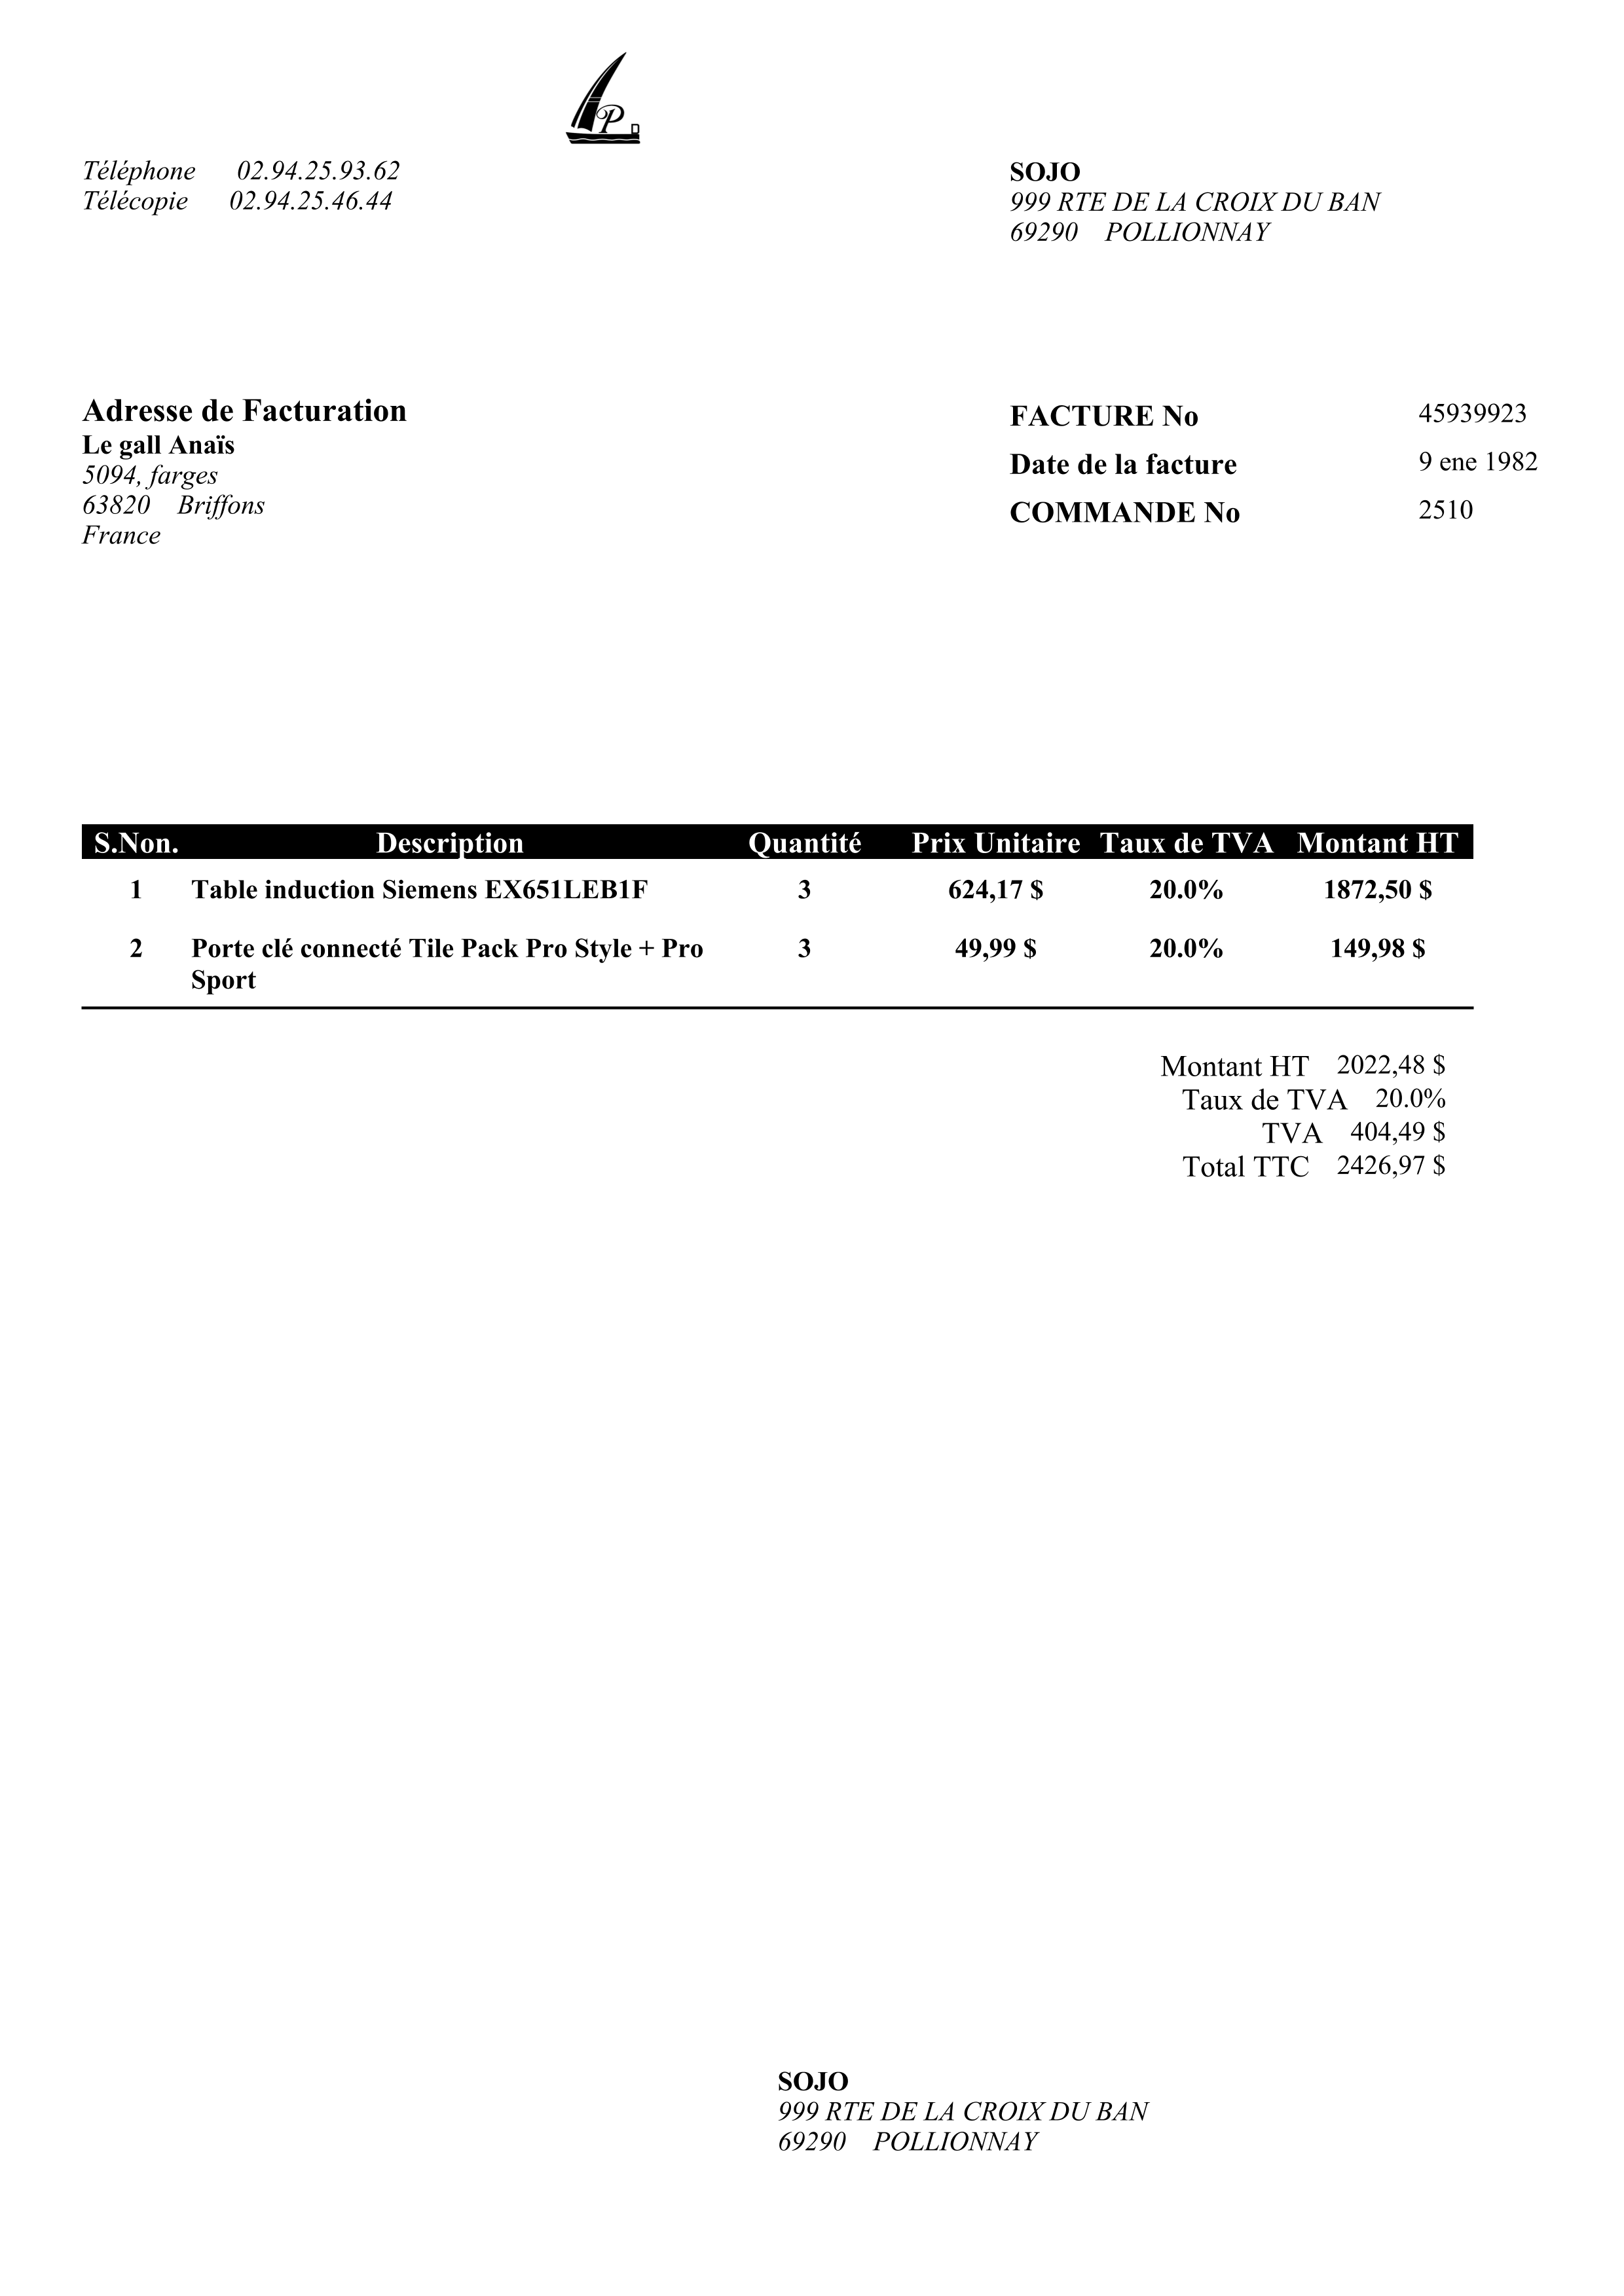 P
Téléphone 02.94.25.93.62
Télécopie 02.94.25.46.44
SOJO
999 RTE DE LA CROIX DU BAN
69290 POLLIONNAY
Adresse de Facturation
Le gall Anaïs
5094, farges
63820 Briffons
France
FACTURE No 45939923
Date de la facture 9 ene 1982
COMMANDE No 2510
S.Non. Description Quantité Prix Unitaire Taux de TVA Montant HT
1 Table induction Siemens EX651LEB1F 3 624,17 $ 20.0% 1872,50 $
2 Porte clé connecté Tile Pack Pro Style + Pro 3 49,99 $ 20.0% 149,98 $
Sport
Montant HT 2022,48 $
Taux de TVA 20.0%
TVA 404,49 $
Total TTC 2426,97 $
SOJO
999 RTE DE LA CROIX DU BAN
69290 POLLIONNAY